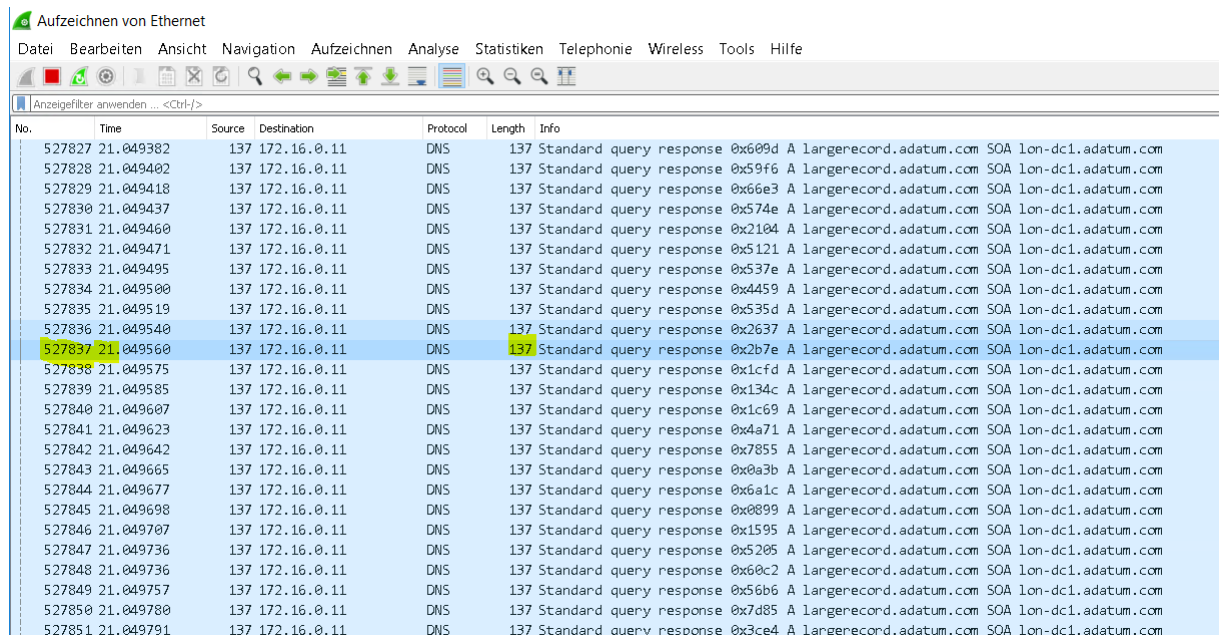 Aufzeichnen von Ethernet
Datei Bearbeiten Ansicht Navigation Aufzeichnen Analyse Statistiken Telephonie Wireless Tools Hilfe
Anzeigefilter anwenden ... <Ctrl-/>
No. Time Source Destination Protocol Length Info
527827 21.049382 137 172.16.0.11 DNS 137 Standard query response 0x609d A largerecord.adatum.com SOA lon-dc1.adatum.com
527828 21.049402 137 172.16.0.11 DNS 137 Standard query response 0x59f6 A largerecord.adatum.com SOA lon-dc1.adatum.com
527829 21.049418 137 172.16.0.11 DNS 137 Standard query response 0x66e3 A largerecord.adatum.com SOA lon-dc1.adatum.com
527830 21.049437 137 172.16.0.11 DNS 137 Standard query response 0x574e A largerecord.adatum.com SOA lon-dc1.adatum.com
527831 21.049460 137 172.16.0.11 DNS 137 Standard query response 0x2104 A largerecord.adatum.com SOA lon-dc1.adatum.com
527832 21.049471 137 172.16.0.11 DNS 137 Standard query response 0x5121 A largerecord.adatum.com SOA lon-dc1.adatum.com
527833 21.049495 137 172.16.0.11 DNS 137 Standard query response 0x537e A largerecord.adatum.com SOA lon-dc1.adatum.com
527834 21.049500 137 172.16.0.11 DNS 137 Standard query response 0x4459 A largerecord.adatum.com SOA lon-dc1.adatum.com
527835 21.049519 137 172.16.0.11 DNS 137 Standard query response 0x535d A largerecord.adatum.com SOA lon-dc1.adatum.com
527836 21.049540 137 172.16.0.11 DNS 137 Standard query response 0x2637 A largerecord.adatum.com SOA lon-dc1.adatum.com
527837 21.049560 137 172.16.0.11 DNS 137 Standard query response 0x2b7e A largerecord.adatum.com SOA lon-dc1.adatum.com
527838 21.049575 137 172.16.0.11 DNS 137 Standard query response 0x1cfd A largerecord.adatum.com SOA lon-dc1.adatum.com
527839 21.049585 137 172.16.0.11 DNS 137 Standard query response 0x134c A largerecord.adatum.com SOA lon-dc1.adatum.com
527840 21.049607 137 172.16.0.11 DNS 137 Standard query response 0x1c69 A largerecord.adatum.com SOA lon-dc1.adatum.com
527841 21.049623 137 172.16.0.11 DNS 137 Standard query response 0x4a71 A largerecord.adatum.com SOA lon-dc1.adatum.com
527842 21.049642 137 172.16.0.11 DNS 137 Standard query response 0x7855 A largerecord.adatum.com SOA lon-dc1.adatum.com
527843 21.049665 137 172.16.0.11 DNS 137 Standard query response 0x0a3b A largerecord.adatum.com SOA lon-dc1.adatum.com
527844 21.049677 137 172.16.0.11 DNS 137 Standard query response 0x6a1c A largerecord.adatum.com SOA lon-dc1.adatum.com
527845 21.049698 137 172.16.0.11 DNS 137 Standard query response 0x0899 A largerecord.adatum.com SOA lon-dc1.adatum.com
527846 21.049707 137 172.16.0.11 DNS 137 Standard query response 0x1595 A largerecord.adatum.com SOA lon-dc1.adatum.com
527847 21.049736 137 172.16.0.11 DNS 137 Standard query response 0x5205 A largerecord.adatum.com SOA lon-dc1.adatum.com
527848 21.049736 137 172.16.0.11 DNS 137 Standard query response 0x60c2 A largerecord.adatum.com SOA lon-dc1.adatum.com
527849 21.049757 137 172.16.0.11 DNS 137 Standard query response 0x56b6 A largerecord.adatum.com SOA lon-dc1.adatum.com
527850 21.049780 137 172.16.0.11 DNS 137 Standard query response 0x7d85 A largerecord.adatum.com SOA lon-dc1.adatum.com
527851 21.049791 137 172.16.0.11 DNS 137 Standard query response 0x3ce4 A largerecord.adatum.com SOA lon-dc1.adatum.com